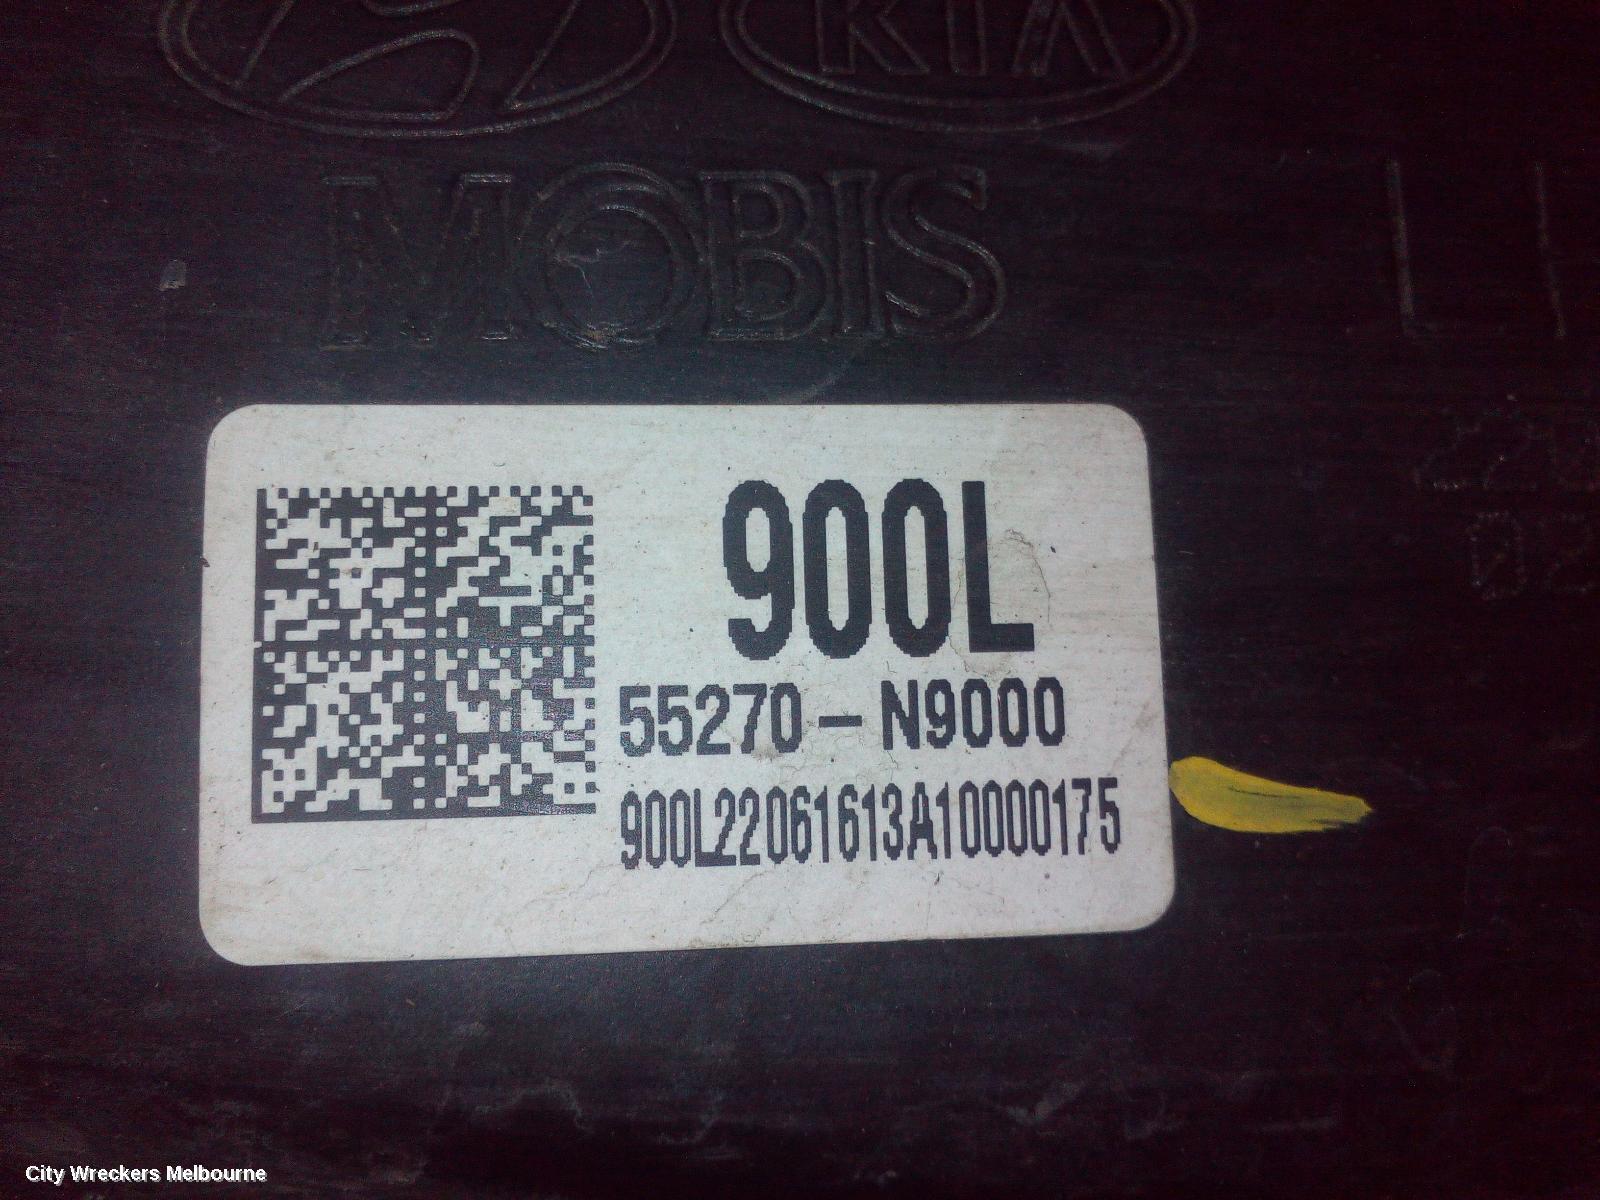 KIA
MOBIS
900L
55270-N9000
900L22061613A10000175
City Wreckers Melbourne